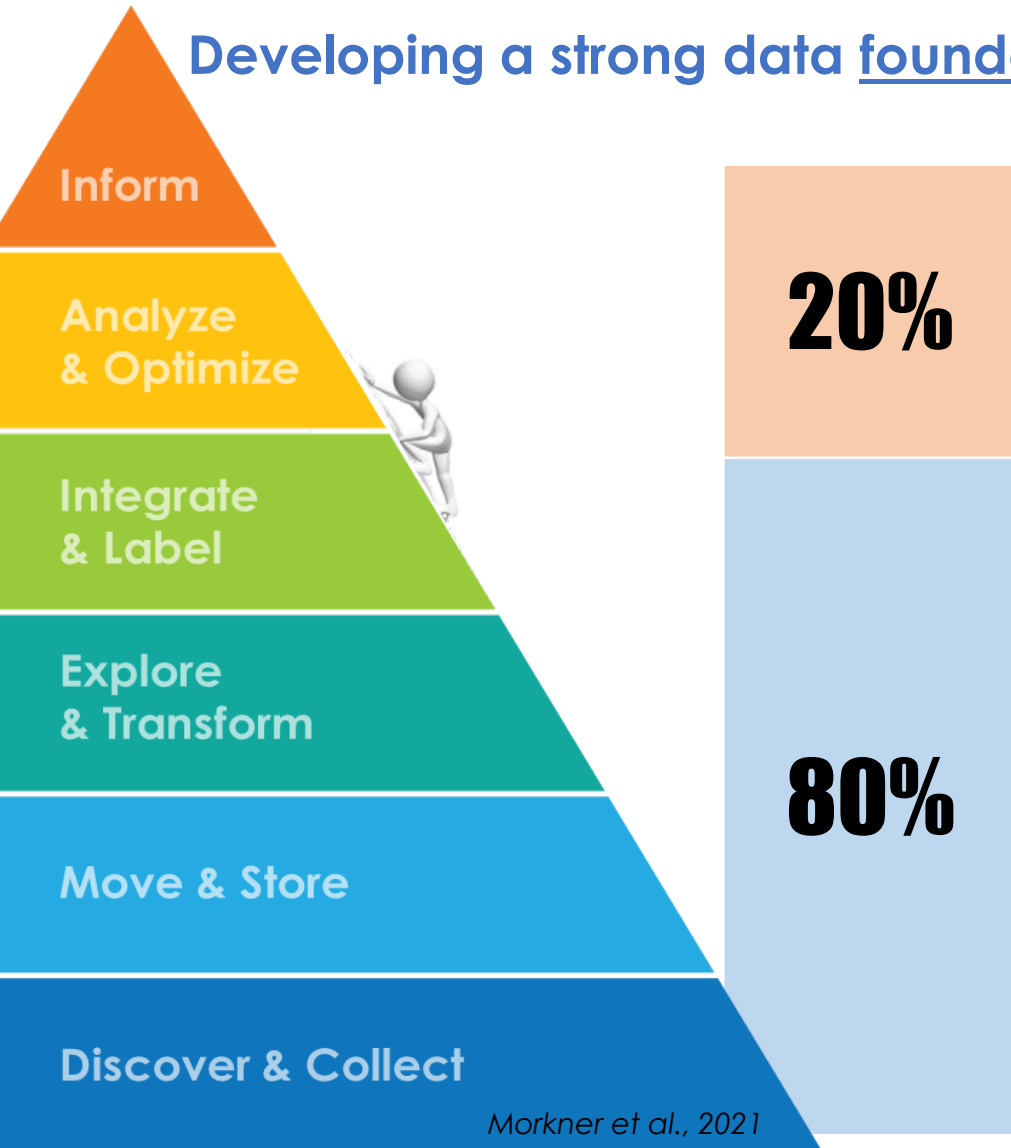 Developing a strong data
Inform
20%
Analyze
& Optimize
Integrate
& Label
Explore
& Transform
80%
Move & Store
Discover & Collect
Morkner et al., 2021